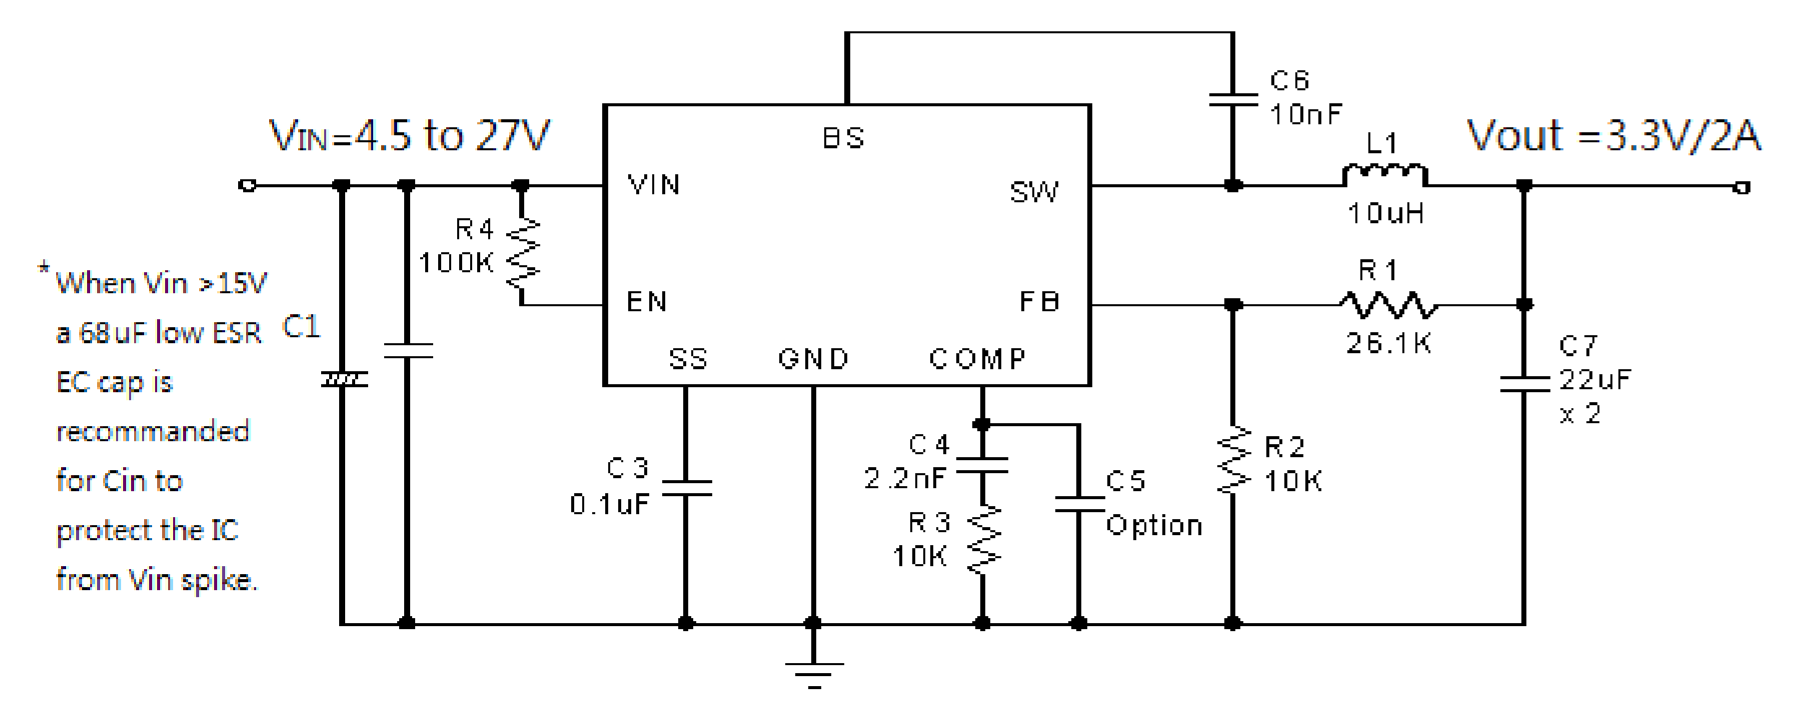 C6
10nF
VIN=4.5 to 27V
BS
Vout =3.3V/2A
L1
VIN
SW
10uH
R4
100K
*When Vin >15V
a 68uF low ESR
EC cap is
recommanded
for Cin to
protect the IC
from Vin spike.
C1
EN
FB
R1
26.1K
SS
GND
COMP
C7
22uF
x 2
C3
0.1uF
C4
2.2nF
R3
10K
C5
Option
R2
10K